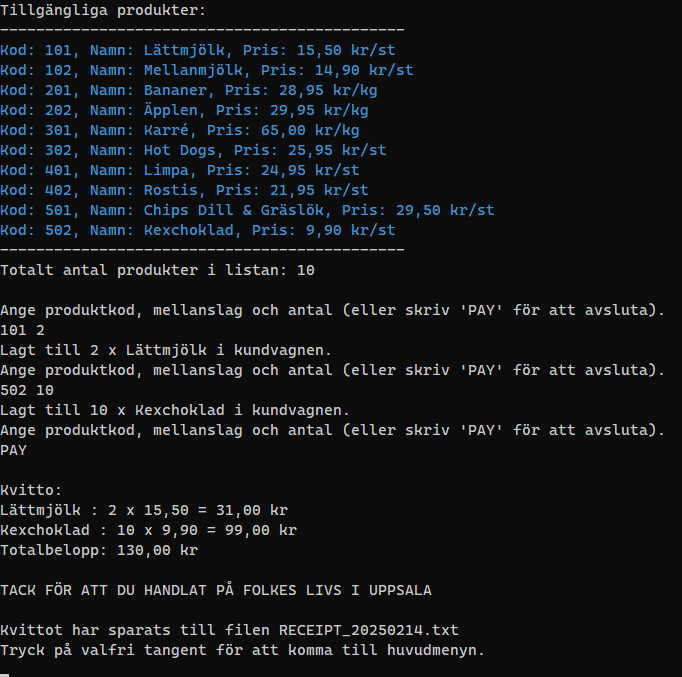 Tillgängliga produkter:
---------------------------------------------
Kod: 101, Namn: Lättmjölk, Pris: 15,50 kr/st
Kod: 102, Namn: Mellanmjölk, Pris: 14,90 kr/st
Kod: 201, Namn: Bananer, Pris: 28,95 kr/kg
Kod: 202, Namn: Äpplen, Pris: 29,95 kr/kg
Kod: 301, Namn: Karré, Pris: 65,00 kr/kg
Kod: 302, Namn: Hot Dogs, Pris: 25,95 kr/st
Kod: 401, Namn: Limpa, Pris: 24,95 kr/st
Kod: 402, Namn: Rostis, Pris: 21,95 kr/st
Kod: 501, Namn: Chips Dill & Gräslök, Pris: 29,50 kr/st
Kod: 502, Namn: Kexchoklad, Pris: 9,90 kr/st
---------------------------------------------
Totalt antal produkter i listan: 10
Ange produktkod, mellanslag och antal (eller skriv 'PAY' för att avsluta).
101 2
Lagt till 2 x Lättmjölk i kundvagnen.
Ange produktkod, mellanslag och antal (eller skriv 'PAY' för att avsluta).
502 10
Lagt till 10 x Kexchoklad i kundvagnen.
Ange produktkod, mellanslag och antal (eller skriv 'PAY' för att avsluta).
PAY
Kvitto:
Lättmjölk : 2 x 15,50 = 31,00 kr
Kexchoklad : 10 x 9,90 = 99,00 kr
Totalbelopp: 130,00 kr
TACK FÖR ATT DU HANDLAT PÅ FOLKES LIVS I UPPSALA
Kvittot har sparats till filen RECEIPT_20250214.txt
Tryck på valfri tangent för att komma till huvudmenyn.